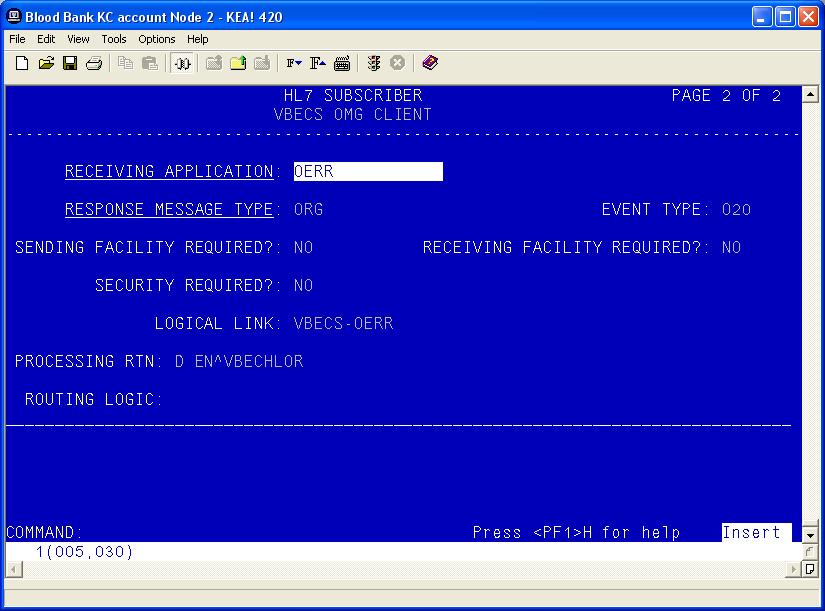 Blood Bank KC account Node 2 - KEA! 420
File Edit View Tools Options Help
HL7 SUBSCRIBER PAGE 2 OF 2
VBECS OMG CLIENT
RECEIVING APPLICATION: OERR
RESPONSE MESSAGE TYPE: ORG EVENT TYPE: O20
SENDING FACILITY REQUIRED?: NO RECEIVING FACILITY REQUIRED?: NO
SECURITY REQUIRED?: NO
LOGICAL LINK: VBECS-OERR
PROCESSING RTN: D EN^VBECHLOR
ROUTING LOGIC:
COMMAND: Press <PF1>H for help Insert
1(005,030)